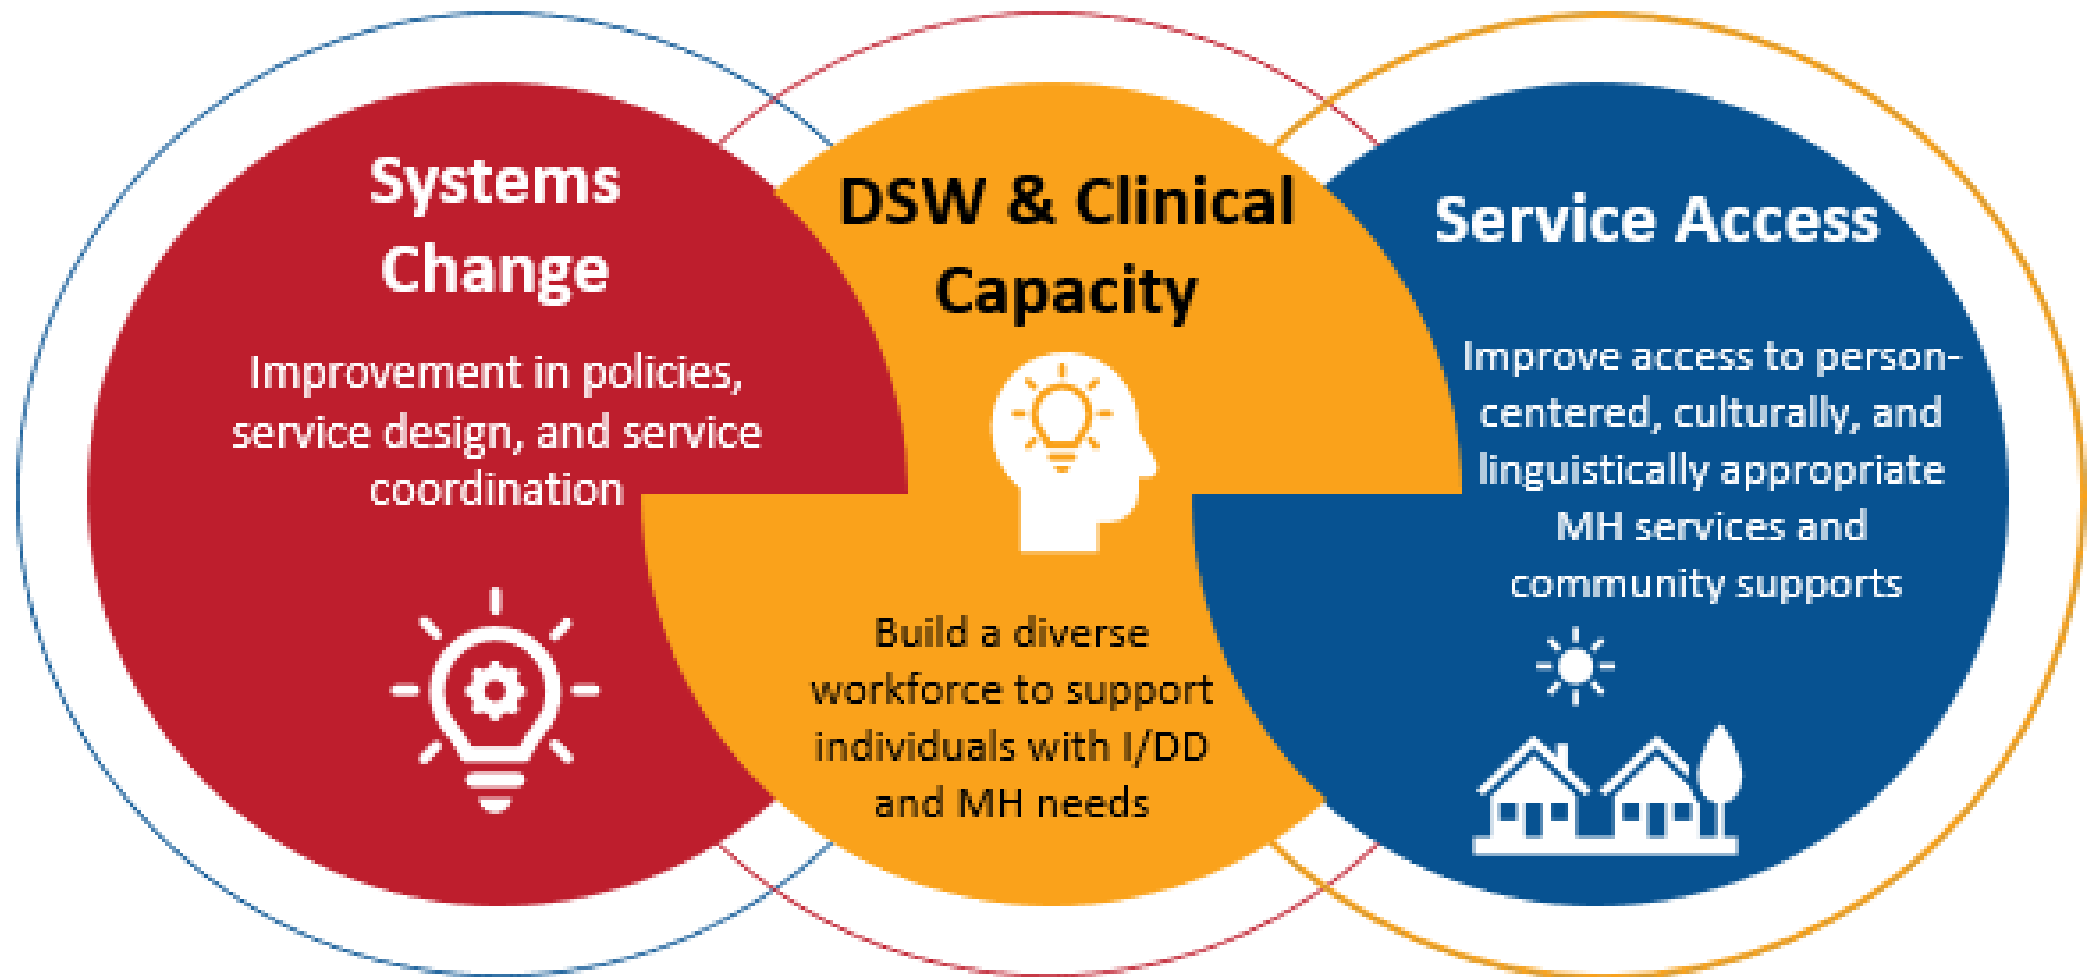 Systems
Change
Improvement in policies,
service design, and service
coordination
DSW & Clinical
Capacity
Build a diverse
workforce to support
individuals with I/DD
and MH needs
Service Access
Improve access to person-
centered, culturally, and
linguistically appropriate
MH services and
community supports